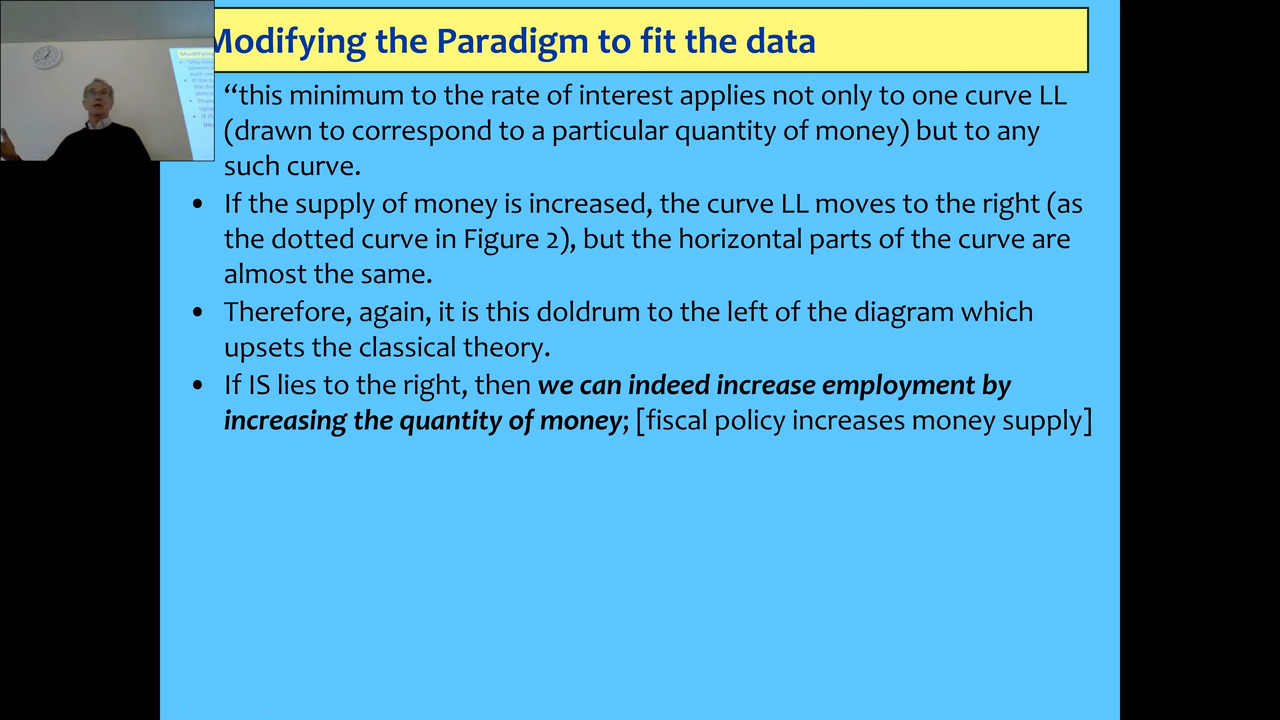 Modifying the Paradigm to fit the data
“this minimum to the rate of interest applies not only to one curve LL
(drawn to correspond to a particular quantity of money) but to any
such curve.
• If the supply of money is increased, the curve LL moves to the right (as
the dotted curve in Figure 2), but the horizontal parts of the curve are
almost the same.
• Therefore, again, it is this doldrum to the left of the diagram which
upsets the classical theory.
• If IS lies to the right, then we can indeed increase employment by
increasing the quantity of money; [fiscal policy increases money supply]